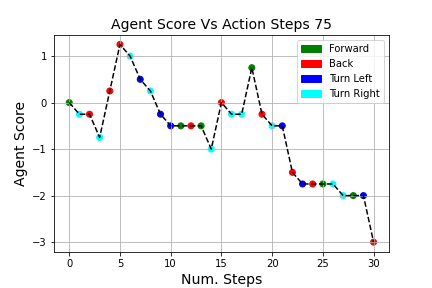 Agent Score Vs Action Steps 75
Forward
Back
Turn Left
Turn Right
1
0
−1
−2
−3
Agent Score
0 5 10 15 20 25 30
Num. Steps